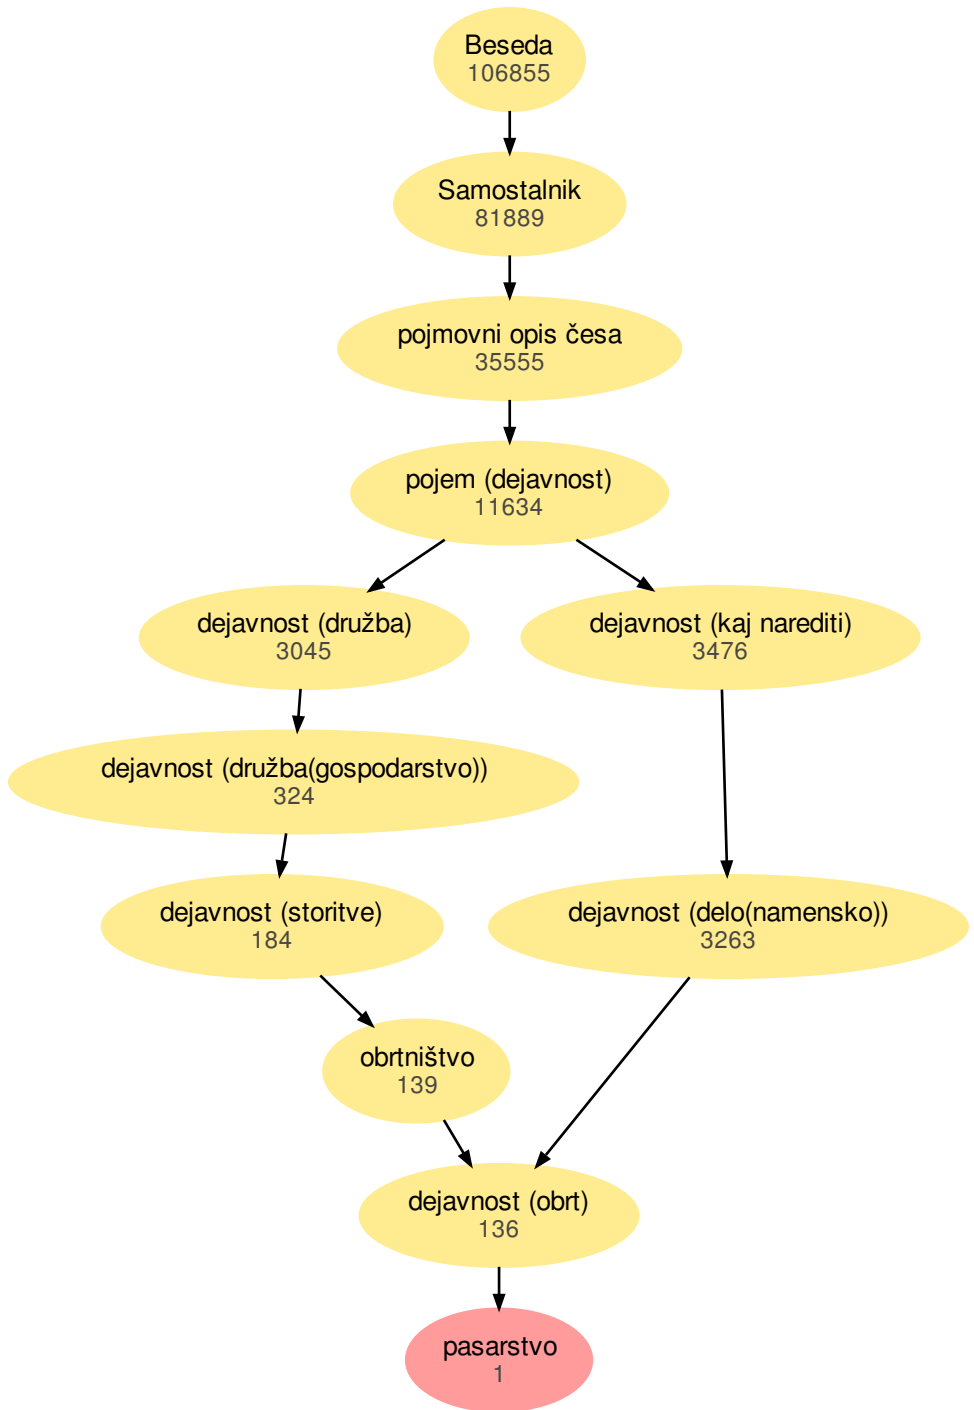 Beseda
106855
Samostalnik
81889
pojmovni opis česa
35555
pojem (dejavnost)
11634
dejavnost (družba)
3045
dejavnost (kaj narediti)
3476
dejavnost (družba(gospodarstvo))
324
dejavnost (storitve)
184
dejavnost (delo(namensko))
3263
obrtništvo
139
dejavnost (obrt)
136
pasarstvo
1